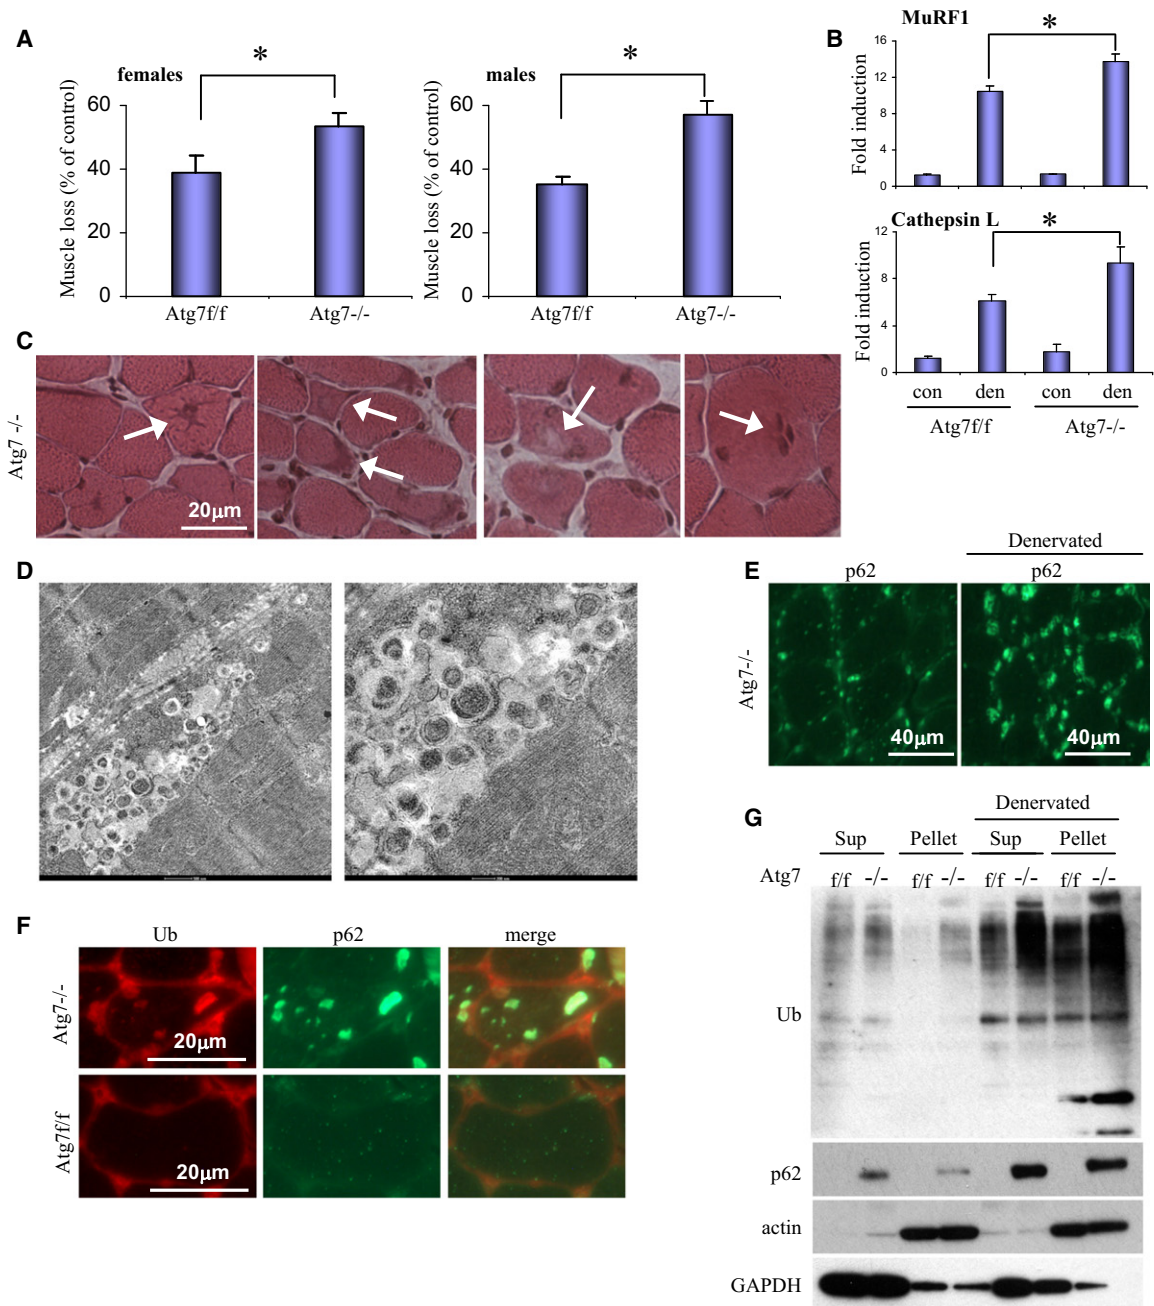 A
females
*
Muscle loss (% of control)
60
40
20
0
Atg7f/f
Atg7-/-
males
*
Muscle loss (% of control)
60
40
20
0
Atg7f/f
Atg7-/-
B
MuRF1
*
Fold induction
16
12
8
4
0
Cathepsin L
*
Fold induction
12
8
4
0
con den con den
Atg7f/f Atg7-/-
C
Atg7 -/-
20µm
D
E
Denervated
p62 p62
Atg7-/-
40µm 40µm
F
Ub p62 merge
Atg7-/-
20µm
Atg7f/f
20µm
G
Denervated
Sup Pellet Sup Pellet
Atg7 f/f -/- f/f -/- f/f -/- f/f -/-
Ub
p62
actin
GAPDH